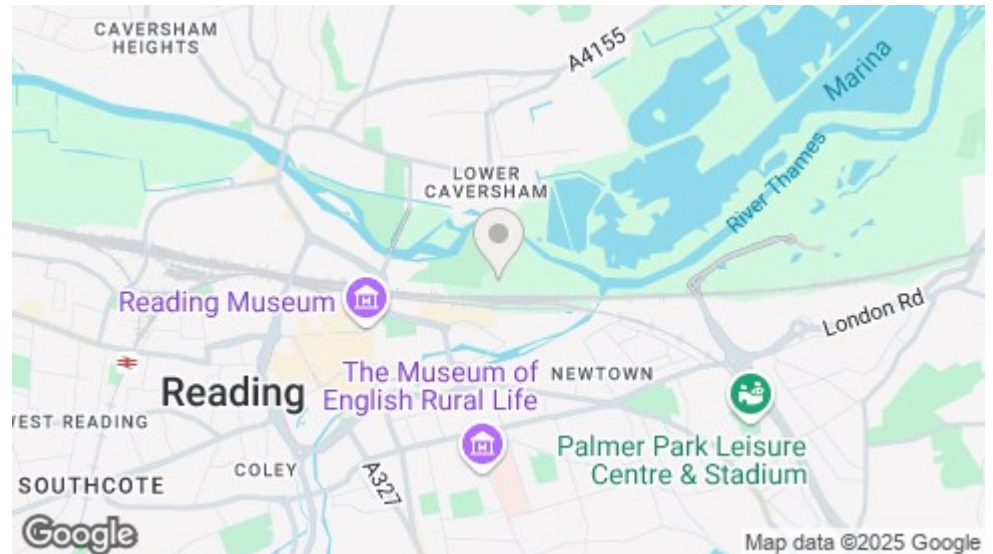 CAVERSHAM
HEIGHTS
A4155
Marina
LOWER
CAVERSHAM
River Thames
Reading Museum
London Rd
The Museum of
English Rural Life
NEWTOWN
Reading
WEST READING
Palmer Park Leisure
Centre & Stadium
COLEY
A327
SOUTHCOTE
Google
Map data ©2025 Google